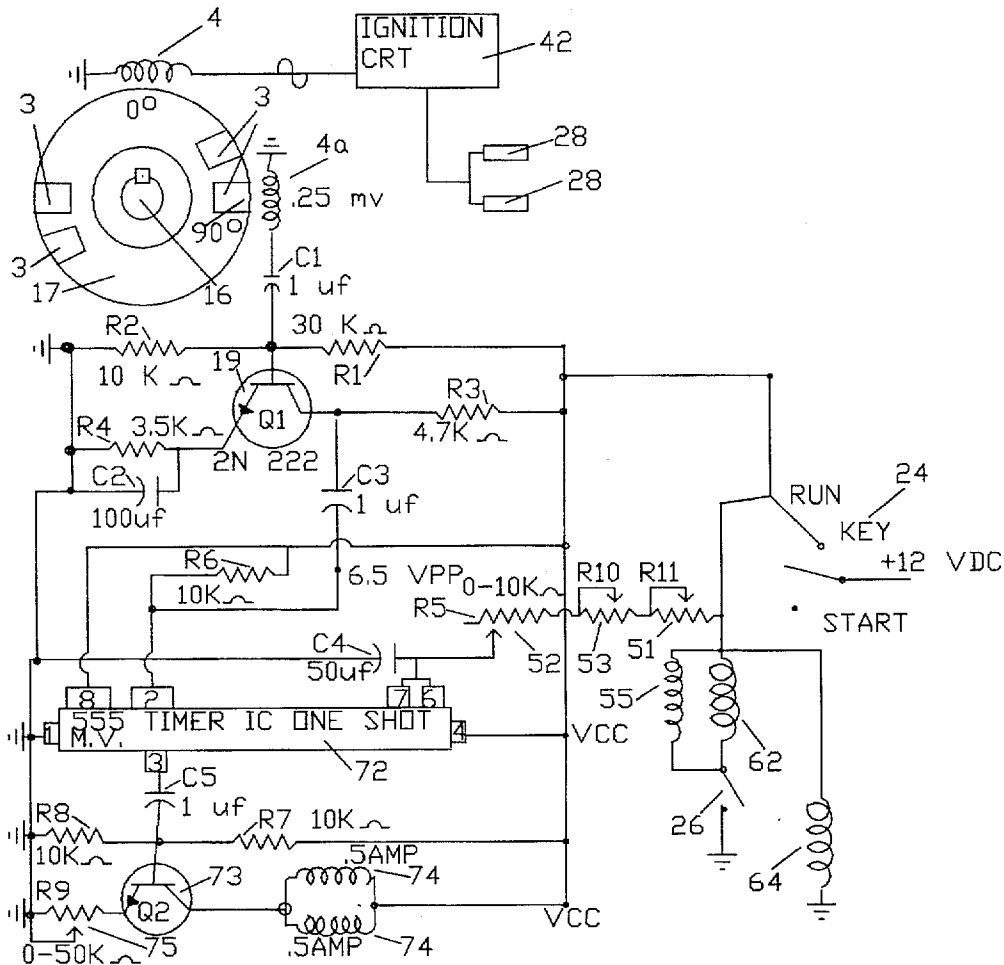 4
IGNITION
CRT
42
3
0°
3
4a
28
28
.25 mv
90°
3
17
16
C1
1 uf
R2
30 K Ω
10 K Ω
19
R1
R3
R4
3.5K Ω
Q1
4.7K Ω
2N 222
C2
100uf
C3
1 uf
RUN
24
KEY
+12 VDC
R6
10K Ω
6.5 VPP
0-10K Ω
R10
R11
R5
START
C4
50uf
52
53
51
55
8
2
7
6
1
555 TIMER IC ONE SHOT
M.V.
4
VCC
62
3
72
C5
1 uf
26
R8
R7
10K Ω
10K Ω
.5AMP
74
64
73
R9
Q2
VCC
0-50K Ω
75
.5AMP
74